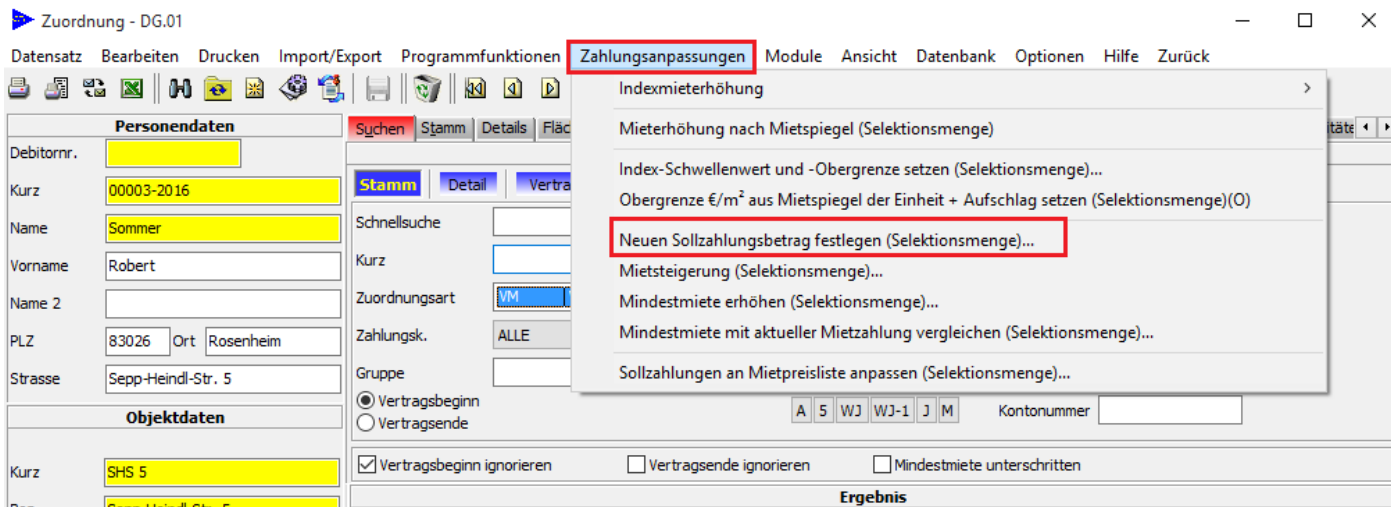 Zuordnung - DG.01
Datensatz Bearbeiten Drucken Import/Export Programmfunktionen Zahlungsanpassungen Module Ansicht Datenbank Optionen Hilfe Zurück
Indexmieterhöhung
Mieterhöhung nach Mietspiegel (Selektionsmenge)
Index-Schwellenwert und -Obergrenze setzen (Selektionsmenge)...
Obergrenze €/m² aus Mietspiegel der Einheit + Aufschlag setzen (Selektionsmenge)(O)
Neuen Sollzahlungsbetrag festlegen (Selektionsmenge)...
Mietsteigerung (Selektionsmenge)...
Mindestmiete erhöhen (Selektionsmenge)...
Mindestmiete mit aktueller Mietzahlung vergleichen (Selektionsmenge)...
Sollzahlungen an Mietpreisliste anpassen (Selektionsmenge)...
Personendaten
Debitornr.
Kurz 00003-2016
Name Sommer
Vorname Robert
Name 2
PLZ 83026 Ort Rosenheim
Strasse Sepp-Heindl-Str. 5
Objektdaten
Kurz SHS 5
Suchen Stamm Details
Stamm Detail
Schnellsuche
Kurz
Zuordnungsart VM
Zahlungsk. ALLE
Gruppe
Vertragsbeginn
Vertragsende
A 5 WJ WJ-1 J M Kontonummer
Vertragsbeginn ignorieren Vertragsende ignorieren Mindestmiete unterschritten
Ergebnis